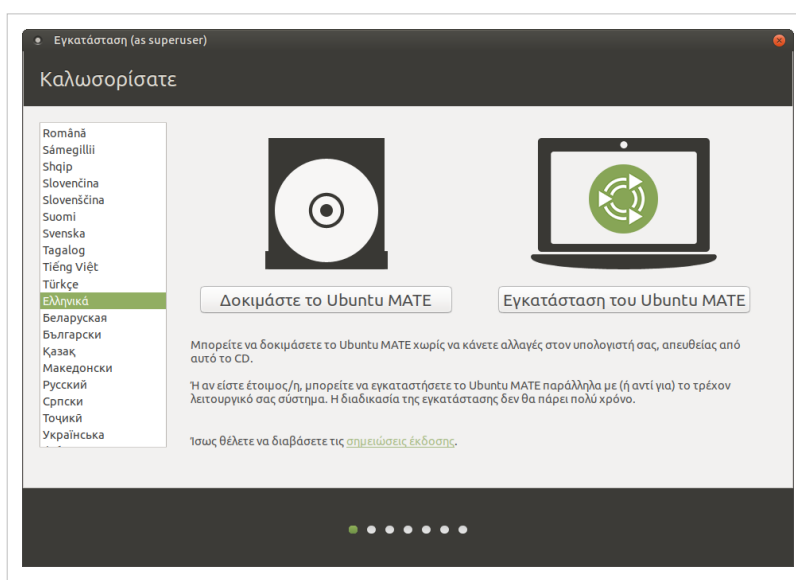 Εγκατάσταση (as superuser)
Καλωσορίσατε
Română
Sámegillii
Shqip
Slovenčina
Slovenščina
Suomi
Svenska
Tagalog
Tiếng Việt
Türkçe
Ελληνικά
Беларуская
Български
Қазақ
Македонски
Русский
Српски
Тоҷикӣ
Українська
Δοκιμάστε το Ubuntu MATE
Εγκατάσταση του Ubuntu MATE
Μπορείτε να δοκιμάσετε το Ubuntu MATE χωρίς να κάνετε αλλαγές στον υπολογιστή σας, απευθείας από
αυτό το CD.
Ή αν είστε έτοιμος/η, μπορείτε να εγκαταστήσετε το Ubuntu MATE παράλληλα με (ή αντί για) το τρέχον
λειτουργικό σας σύστημα. Η διαδικασία της εγκατάστασης δεν θα πάρει πολύ χρόνο.
Ίσως θέλετε να διαβάσετε τις σημειώσεις έκδοσης.